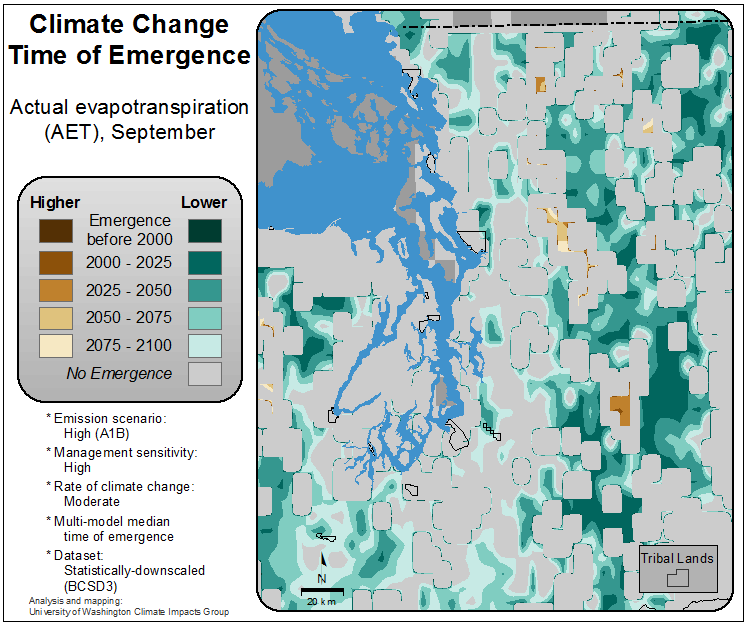 Climate Change
Time of Emergence
Actual evapotranspiration
(AET), September
Higher Lower
Emergence
before 2000
2000 - 2025
2025 - 2050
2050 - 2075
2075 - 2100
No Emergence
* Emission scenario:
High (A1B)
* Management sensitivity:
High
* Rate of climate change:
Moderate
* Multi-model median
time of emergence
* Dataset:
Statistically-downscaled
(BCSD3)
Analysis and mapping:
University of Washington Climate Impacts Group
N
20 km
Tribal Lands